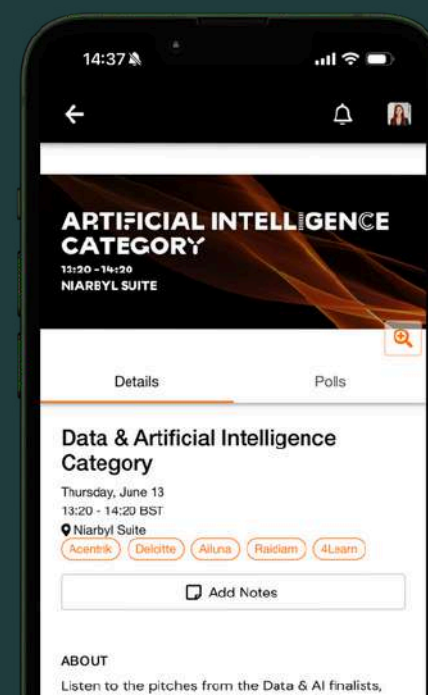 14:37
ARTIFICIAL INTELLIGENCE
CATEGORY
13:20 - 14:20
NIARBYL SUITE
Details
Polls
Data & Artificial Intelligence
Category
Thursday, June 13
13:20 - 14:20 BST
Niarbyl Suite
Acentrik Deloitte Ailuna Raidiam 4Learn
Add Notes
ABOUT
Listen to the pitches from the Data & AI finalists,